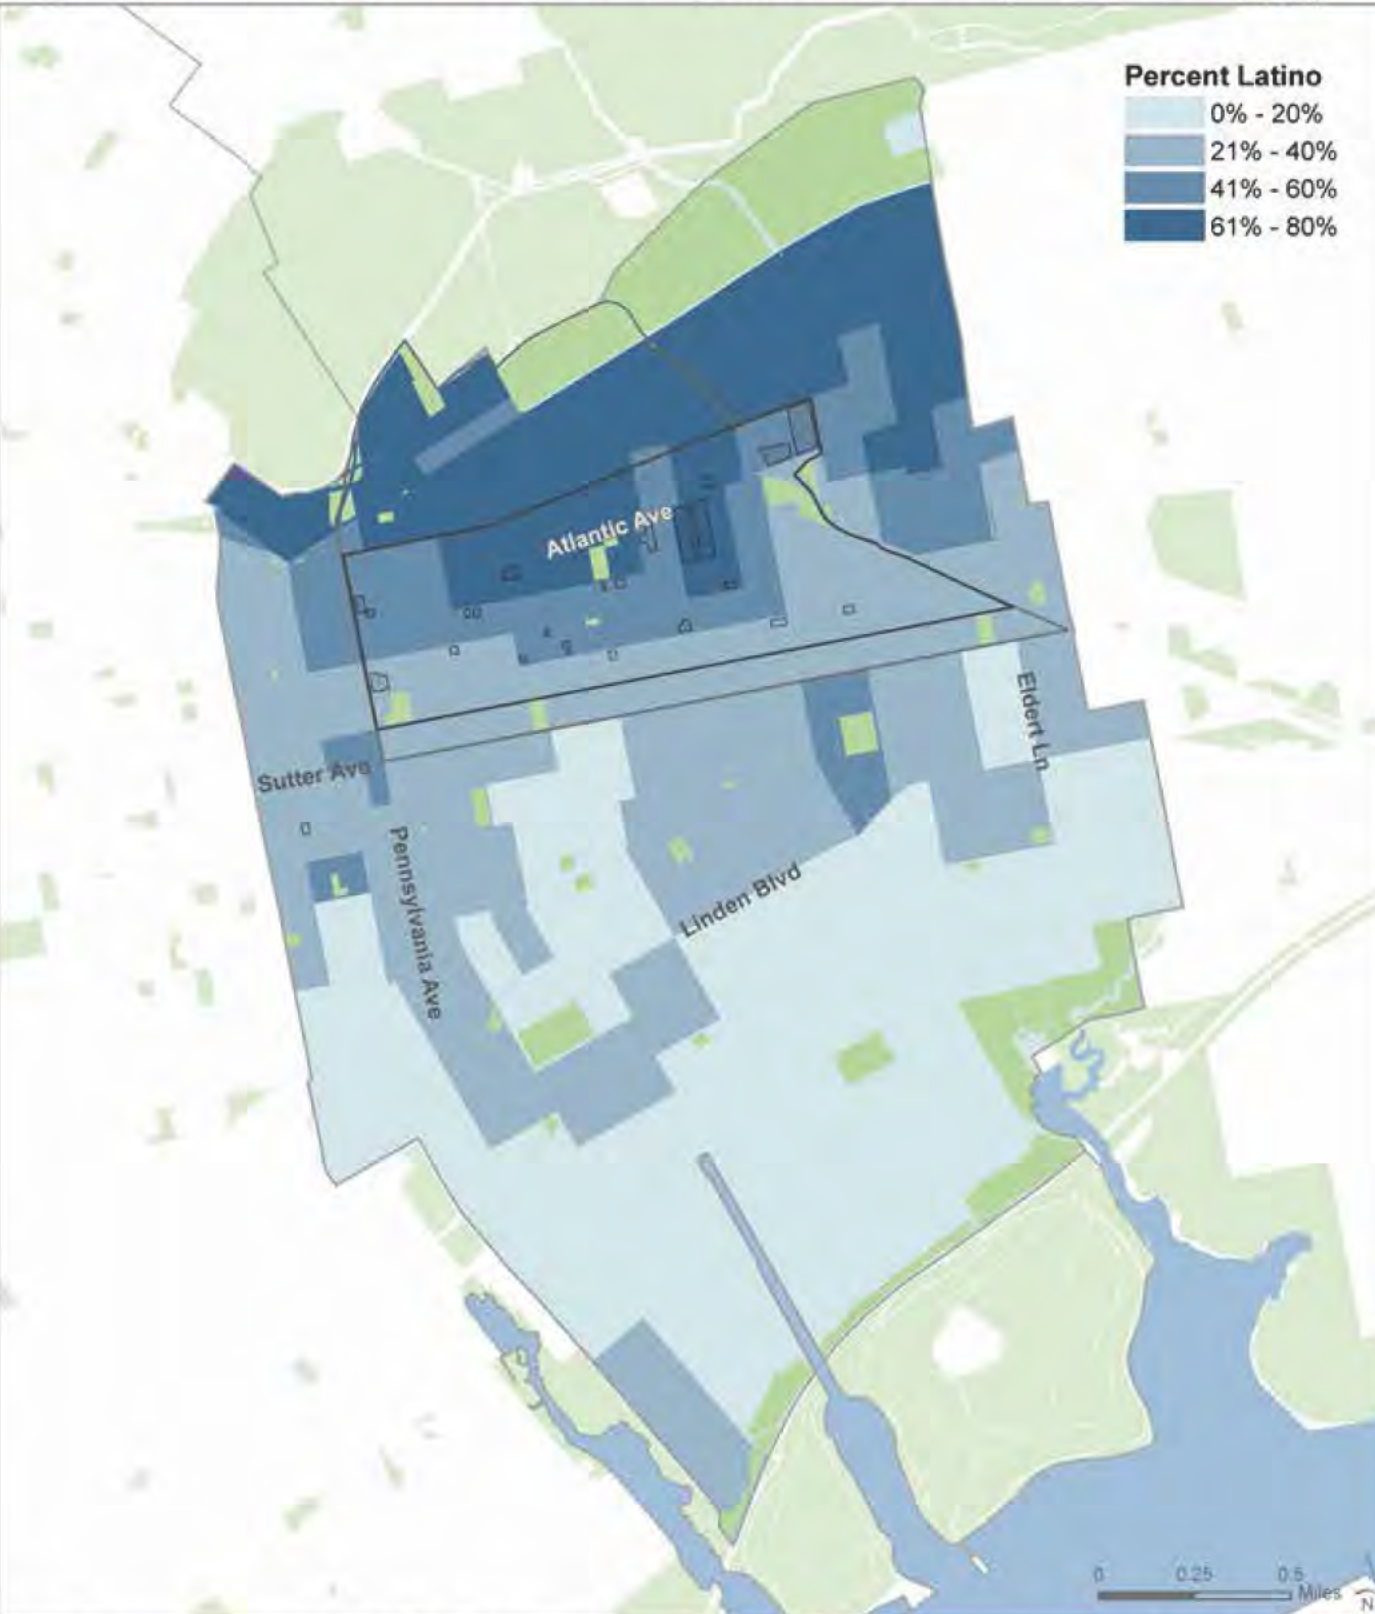 Percent Latino
0% - 20%
21% - 40%
41% - 60%
61% - 80%
Atlantic Ave
Sutter Ave
Eldert Ln
Pennsylvania Ave
Linden Blvd
0 0.25 0.5
Miles
N